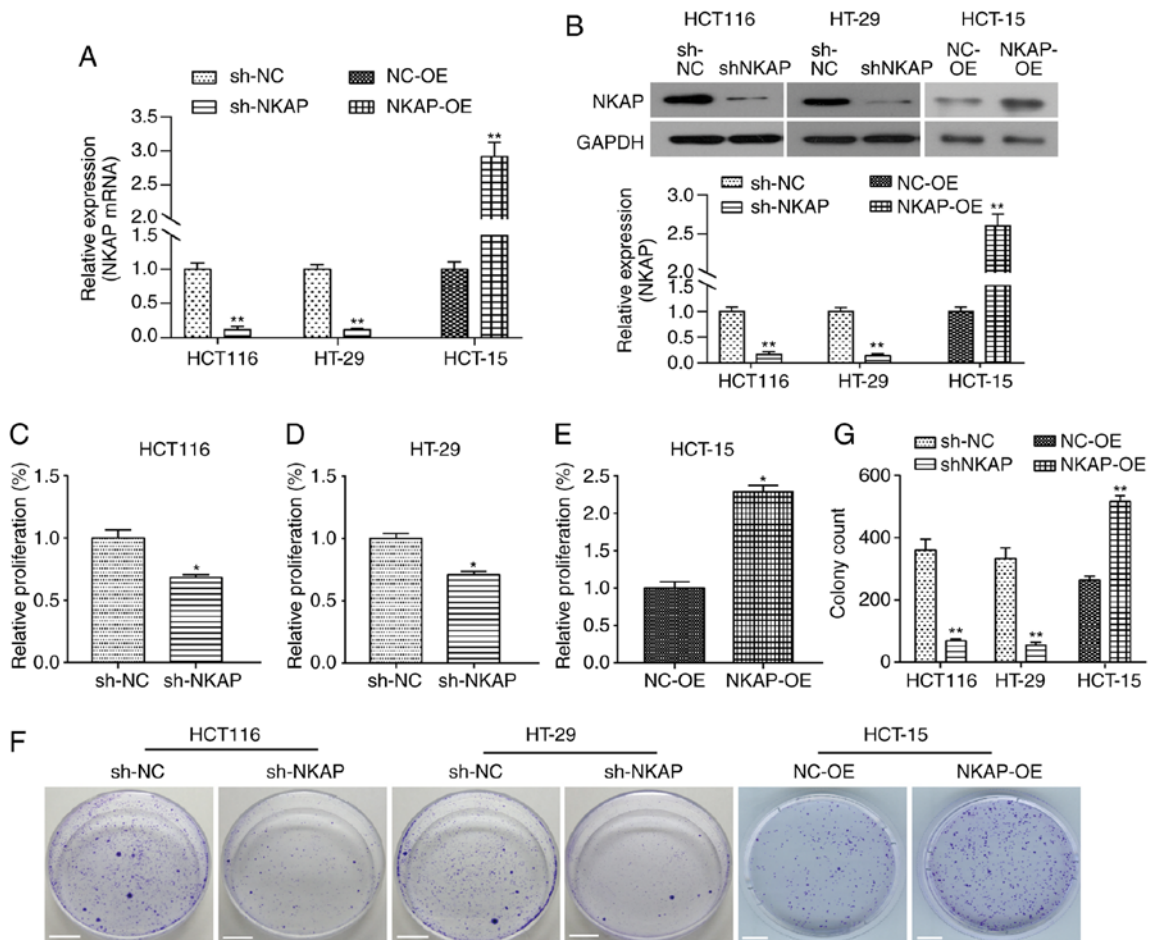 A
sh-NC
NC-OE
sh-NKAP
NKAP-OE
Relative expression
(NKAP mRNA)
3.5
3.0
2.5
2.0
1.5
1.0
0.5
0.0
**
**
**
HCT116
HT-29
HCT-15
B
HCT116
HT-29
HCT-15
sh-
NC
shNKAP
sh-
NC
shNKAP
NC-
OE
NKAP-
OE
NKAP
GAPDH
sh-NC
NC-OE
sh-NKAP
NKAP-OE
Relative expression
(NKAP)
3.0
2.5
2.0
1.5
1.0
0.5
0.0
**
**
**
HCT116
HT-29
HCT-15
C
HCT116
Relative proliferation (%)
1.5
1.0
0.5
0.0
*
sh-NC
sh-NKAP
D
HT-29
Relative proliferation (%)
1.5
1.0
0.5
0.0
*
sh-NC
sh-NKAP
E
HCT-15
Relative proliferation (%)
2.5
2.0
1.5
1.0
0.5
0.0
*
NC-OE
NKAP-OE
G
sh-NC
NC-OE
shNKAP
NKAP-OE
Colony count
600
400
200
0
**
**
**
HCT116
HT-29
HCT-15
F
HCT116
HT-29
HCT-15
sh-NC
sh-NKAP
sh-NC
sh-NKAP
NC-OE
NKAP-OE